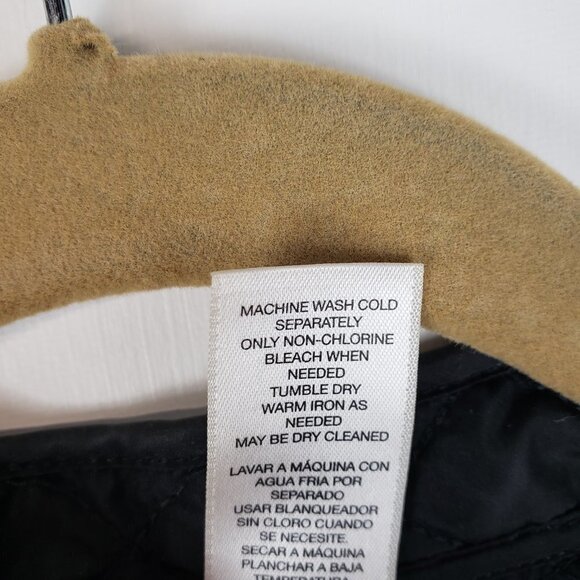 MACHINE WASH COLD
SEPARATELY
ONLY NON-CHLORINE
BLEACH WHEN
NEEDED
TUMBLE DRY
WARM IRON AS
NEEDED
MAY BE DRY CLEANED
LAVAR A MÁQUINA CON
AGUA FRIA POR
SEPARADO
USAR BLANQUEADOR
SIN CLORO CUANDO
SE NECESITE.
SECAR A MÁQUINA
PLANCHAR A BAJA
TEMPERATURA